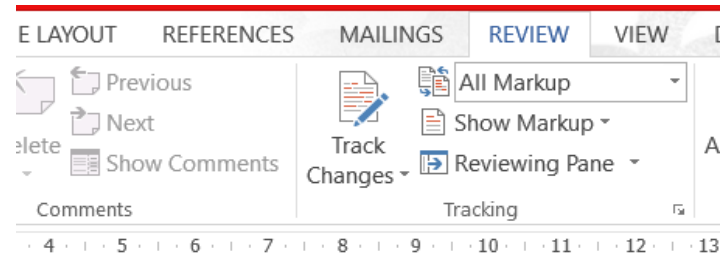 E LAYOUT REFERENCES MAILINGS REVIEW VIEW
Previous
Next
Show Comments
Comments
Track
Changes
All Markup
Show Markup
Reviewing Pane
Tracking
4 5 6 7 8 9 10 11 12 13